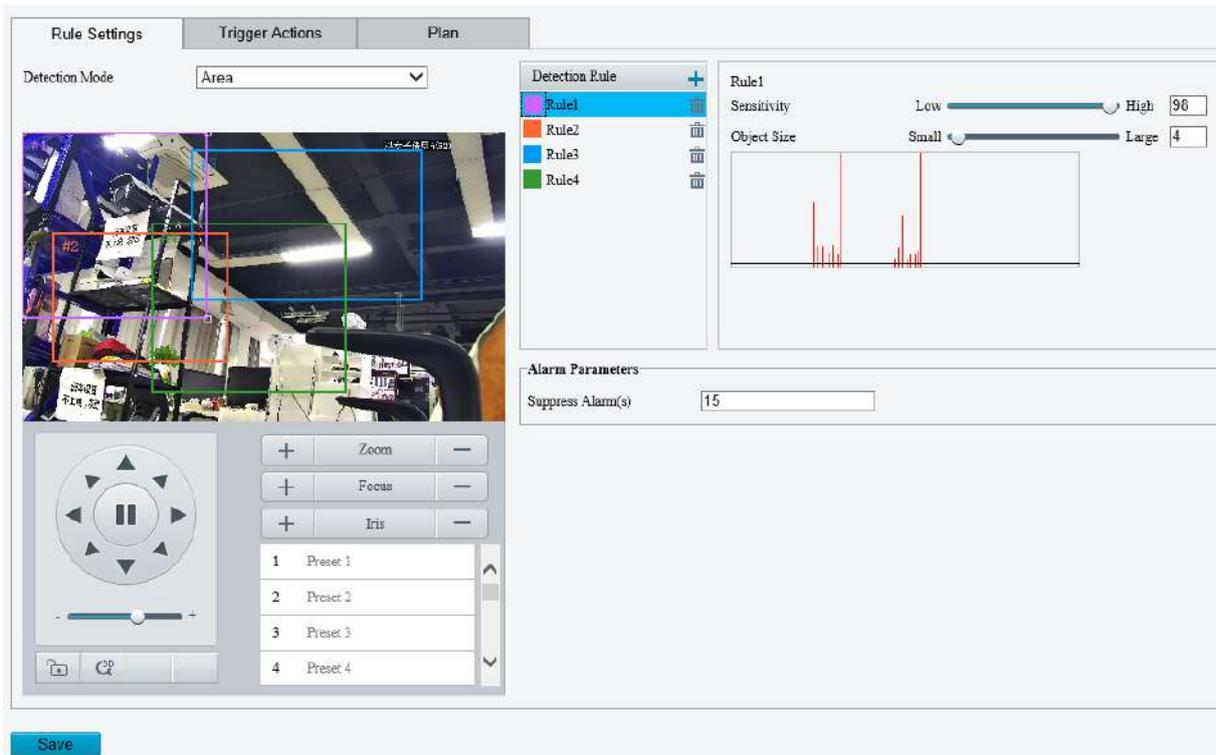 Rule Settings
Trigger Actions
Plan
Detection Mode
Area
Detection Rule
Rule1
Rule2
Rule3
Rule4
Rule1
Sensitivity
Low
High
98
Object Size
Small
Large
4
#2
Alarm Parameters
Suppress Alarm(s)
15
Zoom
Focus
Iris
1 Preset 1
2 Preset 2
3 Preset 3
4 Preset 4
- +
3D
Save